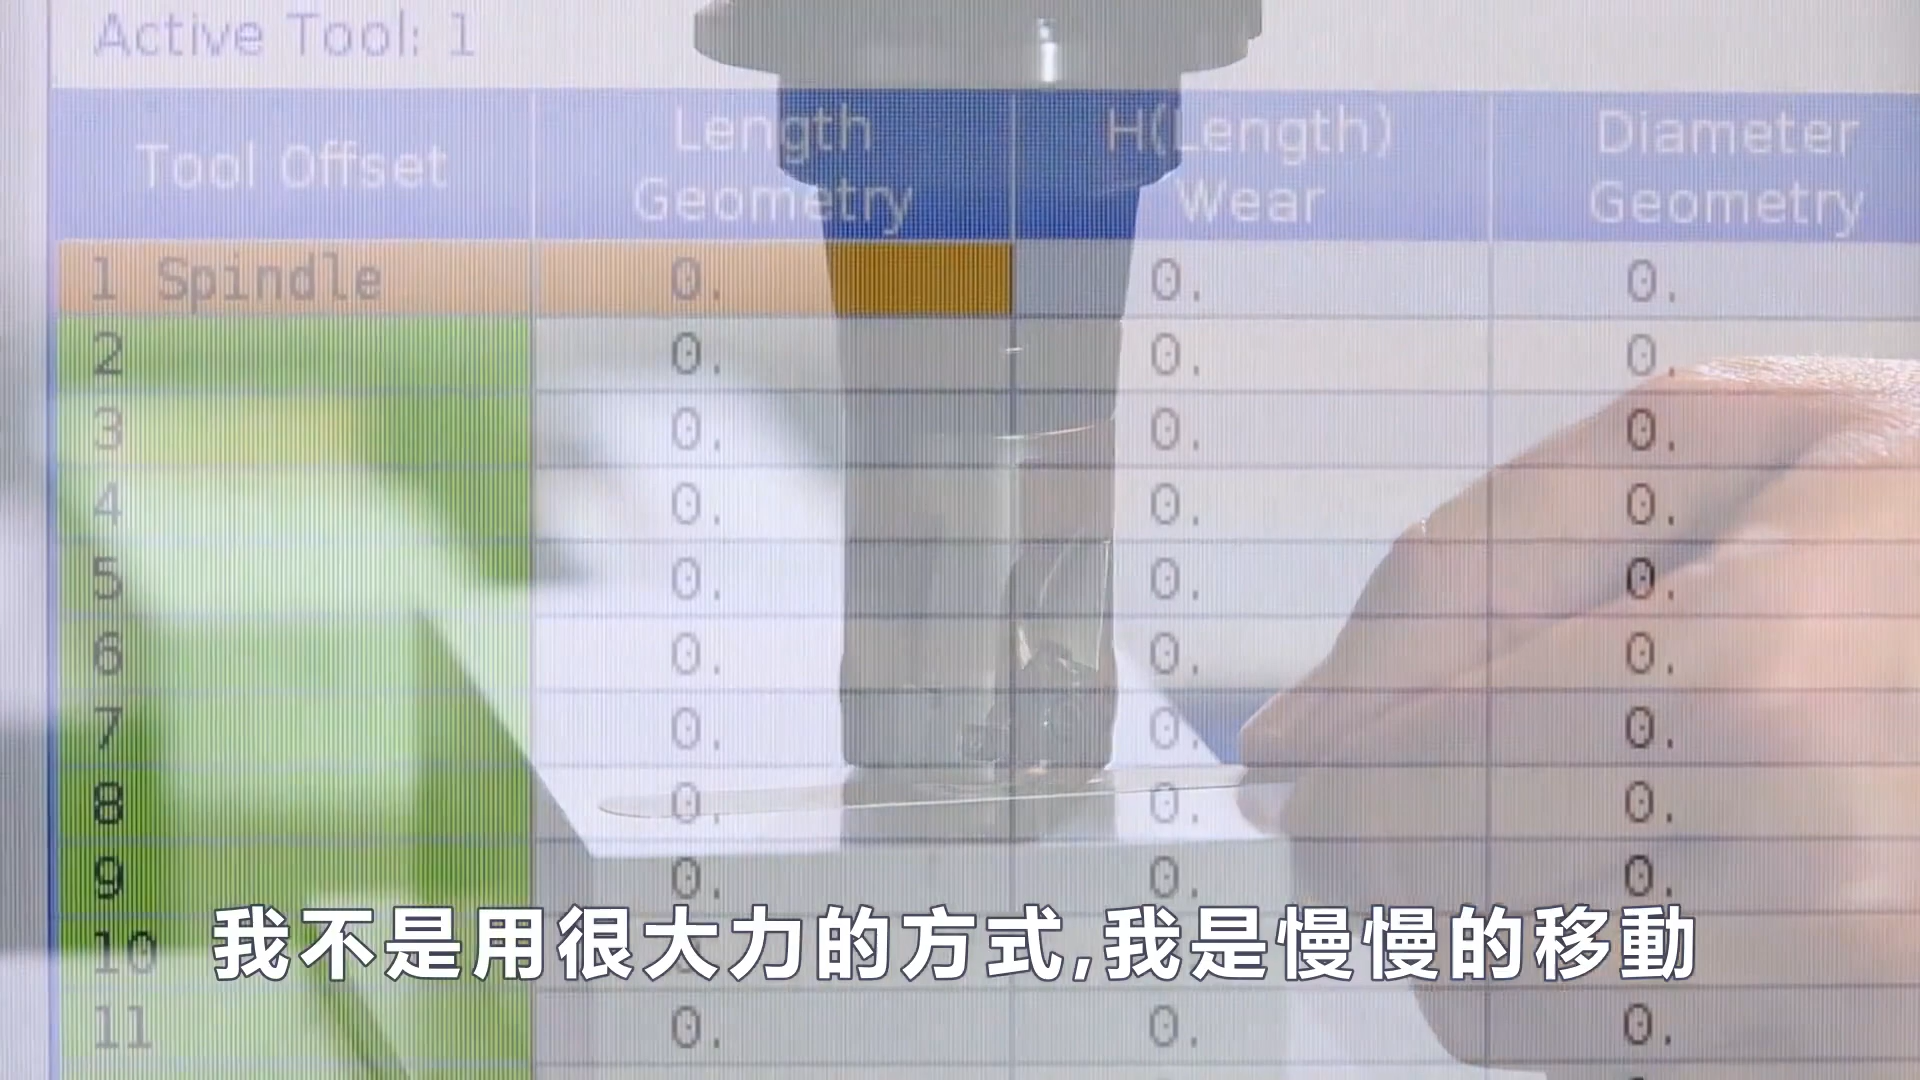 Active Tool: 1
Tool Offset Length Geometry H(Length) Wear Diameter Geometry
1 Spindle 0. 0. 0.
2 0. 0. 0.
3 0. 0. 0.
4 0. 0. 0.
5 0. 0. 0.
6 0. 0. 0.
7 0. 0. 0.
8 0. 0. 0.
9 0. 0. 0.
10
我不是用很大力的方式,我是慢慢的移動
11 0. 0. 0.